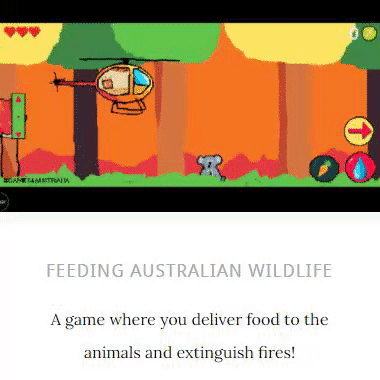 0
#GAMES4AUSTRALIA
FEEDING AUSTRALIAN WILDLIFE
A game where you deliver food to the
animals and extinguish fires!